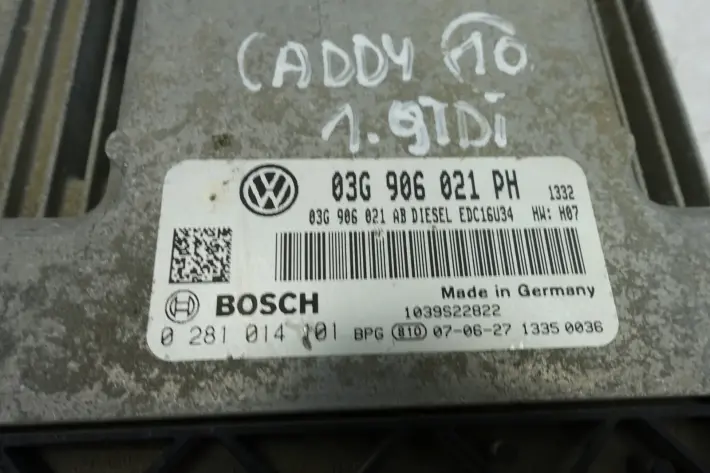 CADDY 10
1.9TDi
03G 906 021 PH 1332
03G 906 021 AB DIESEL EDC16U34 HW: H07
BOSCH
Made in Germany
1039S22822
0 281 014 101 BPG 810 07-06-27 1335 0036